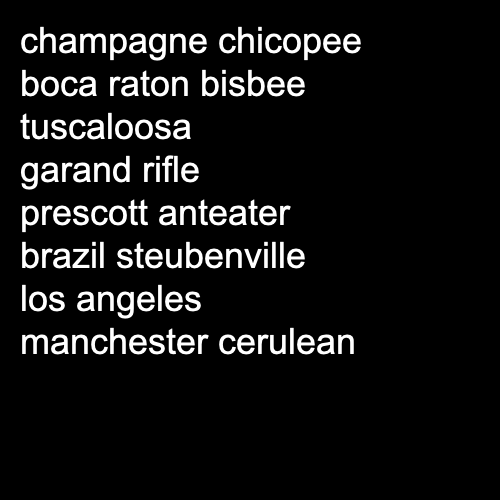 champagne chicopee
boca raton bisbee
tuscaloosa
garand rifle
prescott anteater
brazil steubenville
los angeles
manchester cerulean